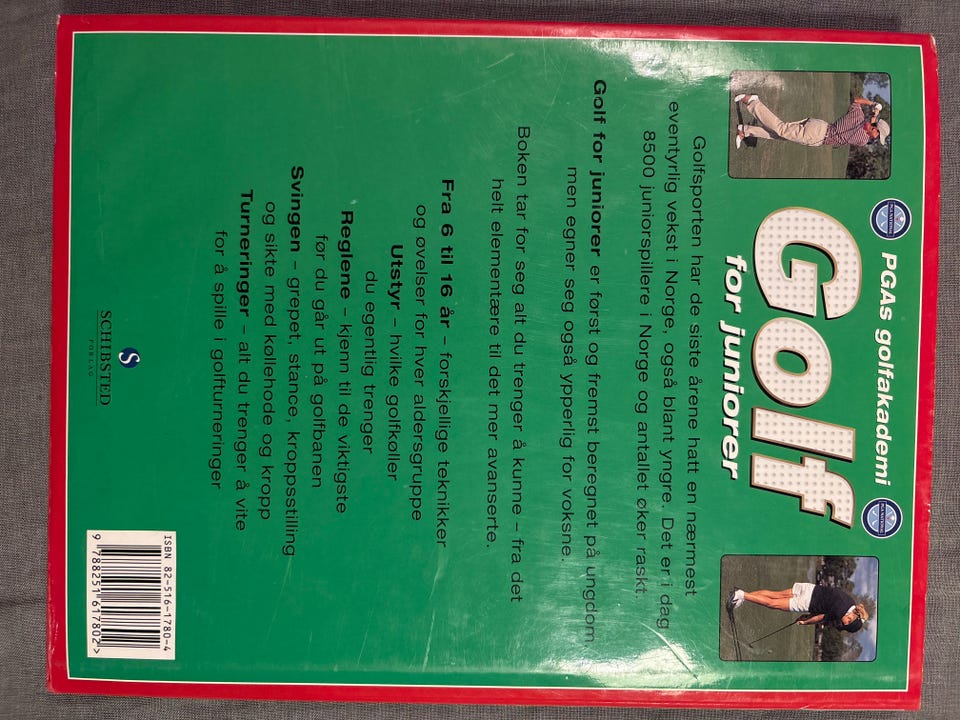 PGAs golfakademi
Golf
for juniorer
Golfsporten har de siste årene hatt en nærmest
eventyrlig vekst i Norge, også blant yngre. Det er i dag
8500 juniorspillere i Norge og antallet øker raskt.
Golf for juniorer er først og fremst beregnet på ungdom
men egner seg også ypperlig for voksne.
Boken tar for seg alt du trenger å kunne – fra det
helt elementære til det mer avanserte.
Fra 6 til 16 år – forskjellige teknikker
og øvelser for hver aldersgruppe
Utstyr – hvilke golfkøller
du egentlig trenger
Reglene – kjenn til de viktigste
før du går ut på golfbanen
Svingen – grepet, stance, kroppsstilling
og sikte med køllehode og kropp
Turneringer – alt du trenger å vite
for å spille i golfturneringer
S
SCHIBSTED
FORLAG
ISBN 82-516-1780-4
9 788251 617802>